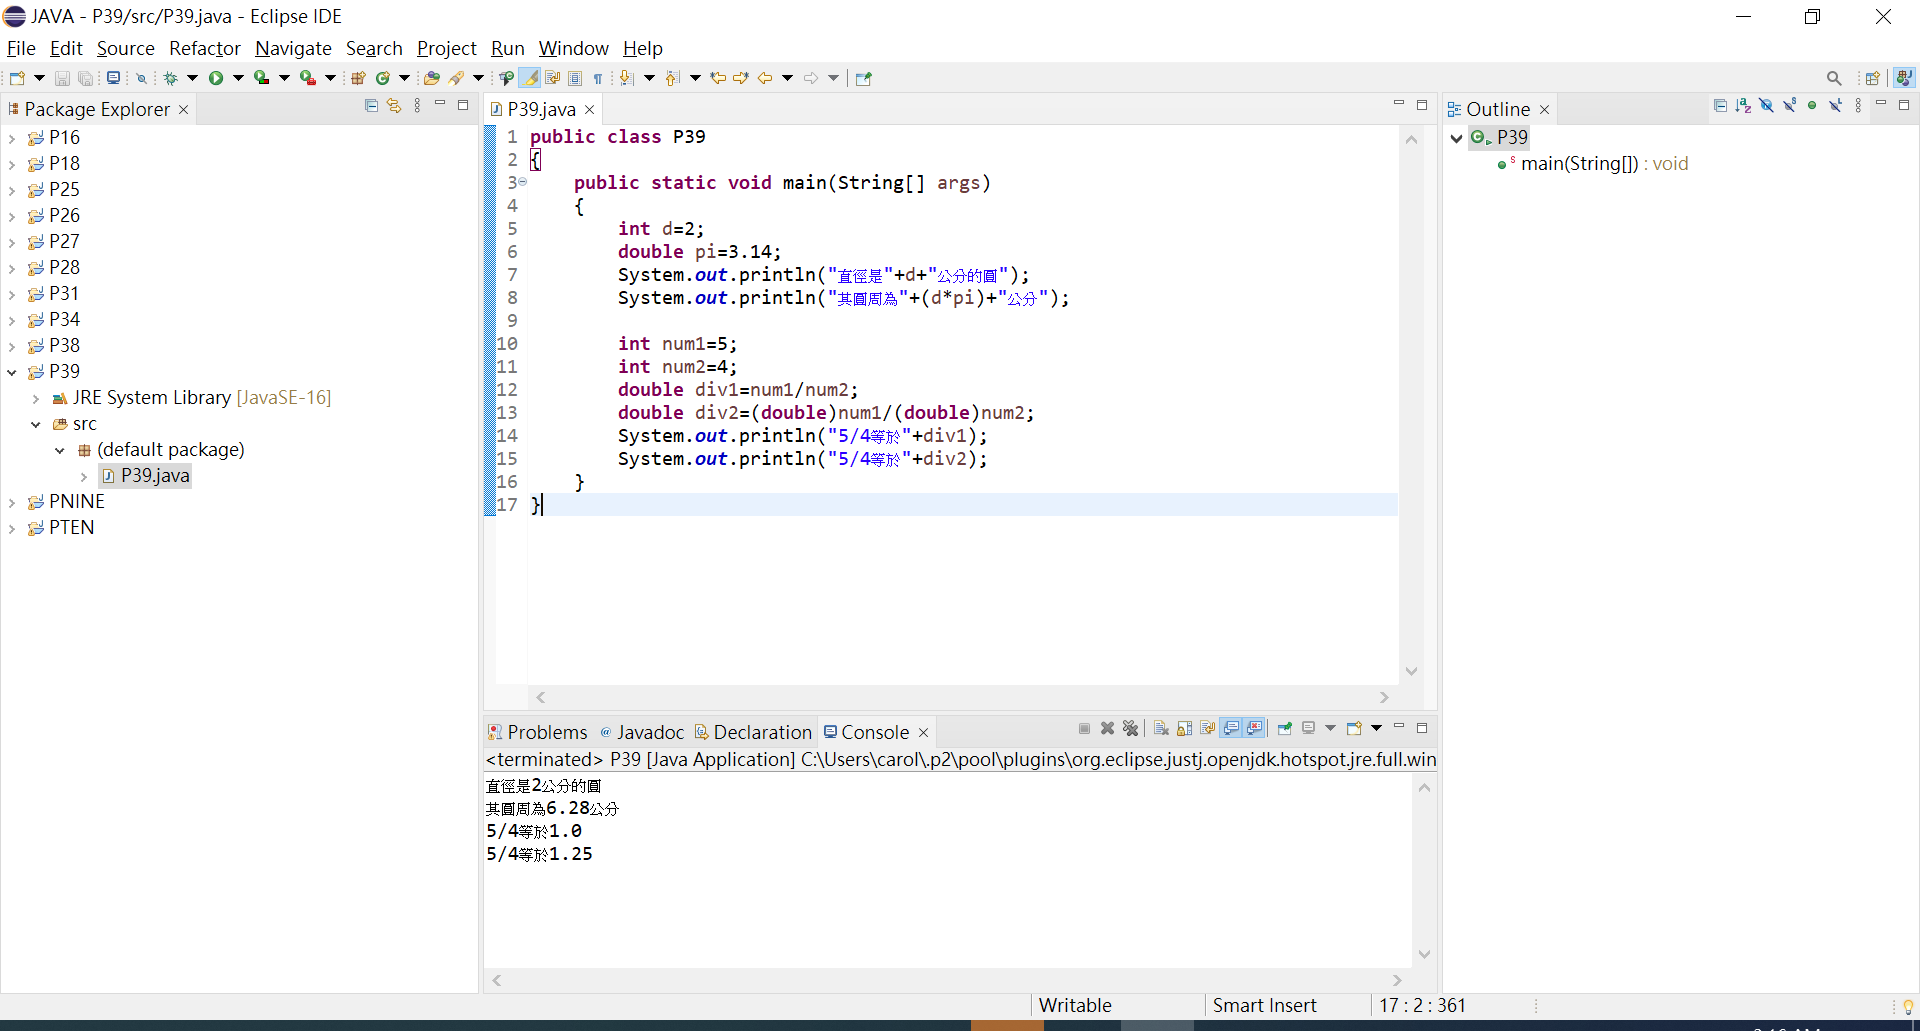 JAVA - P39/src/P39.java - Eclipse IDE
File Edit Source Refactor Navigate Search Project Run Window Help
Package Explorer
P16
P18
P25
P26
P27
P28
P31
P34
P38
P39
JRE System Library [JavaSE-16]
src
(default package)
P39.java
PNINE
PTEN
P39.java
1 public class P39
2 {
3 public static void main(String[] args)
4 {
5 int d=2;
6 double pi=3.14;
7 System.out.println("直徑是"+d+"公分的圓");
8 System.out.println("其圓周為"+(d*pi)+"公分");
9
10 int num1=5;
11 int num2=4;
12 double div1=num1/num2;
13 double div2=(double)num1/(double)num2;
14 System.out.println("5/4等於"+div1);
15 System.out.println("5/4等於"+div2);
16 }
17 }
Problems @ Javadoc Declaration Console
<terminated> P39 [Java Application] C:\Users\carol\.p2\pool\plugins\org.eclipse.justj.openjdk.hotspot.jre.full.win
直徑是2公分的圓
其圓周為6.28公分
5/4等於1.0
5/4等於1.25
Outline
P39
main(String[]) : void
Writable Smart Insert 17 : 2 : 361